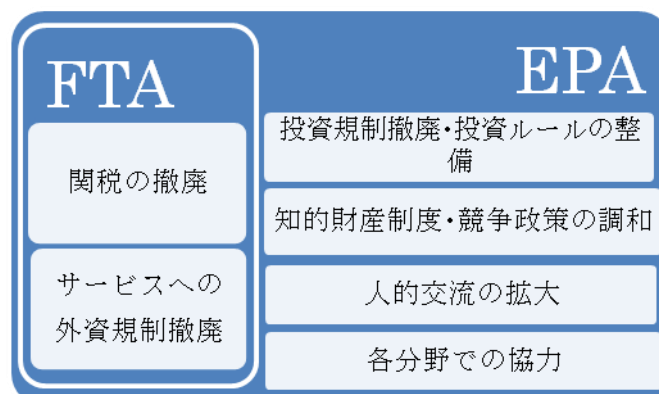 FTA
関税の撤廃
サービスへの
外資規制撤廃
EPA
投資規制撤廃・投資ルールの整
備
知的財産制度・競争政策の調和
人的交流の拡大
各分野での協力